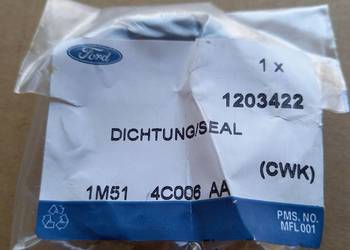 Ford
1 x
1203422
DICHTUNG/SEAL
(CWK)
1M51 4C006 AA
PMS. NO.
MFL001